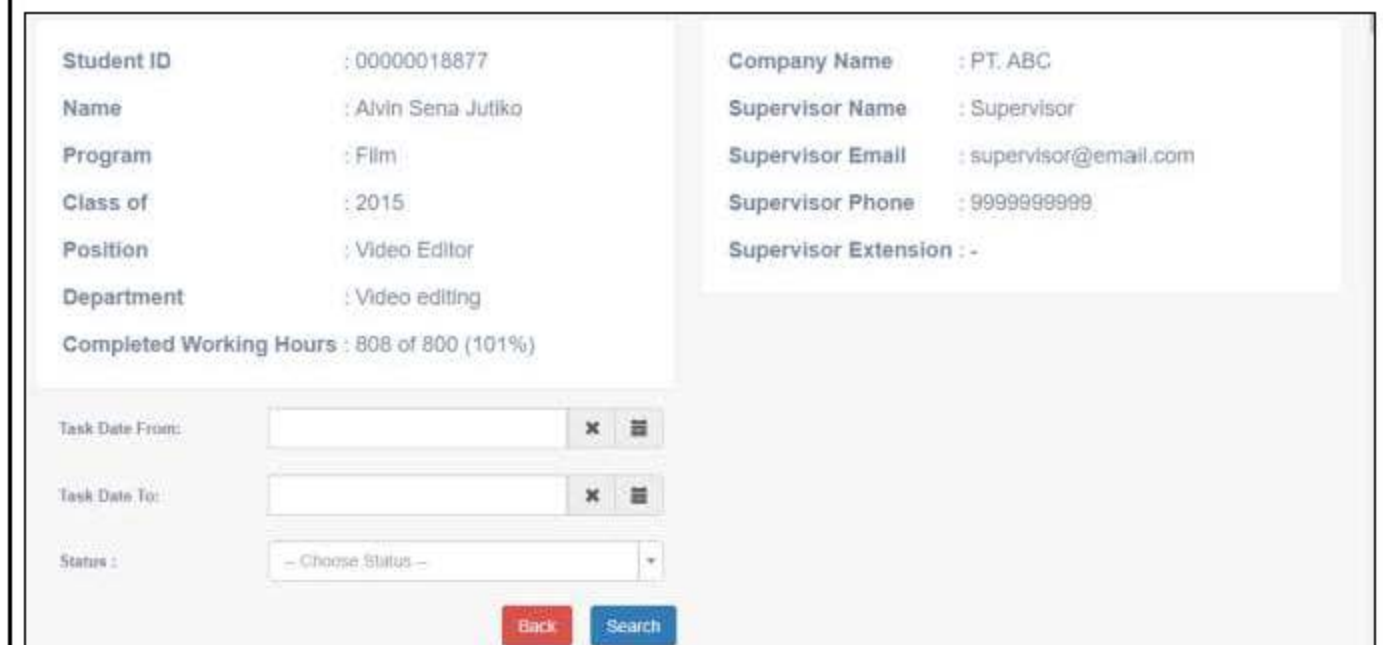 Student ID : 00000018877
Name : Alvin Sena Jutiko
Program : Film
Class of : 2015
Position : Video Editor
Department : Video editing
Completed Working Hours : 808 of 800 (101%)
Company Name : PT. ABC
Supervisor Name : Supervisor
Supervisor Email : supervisor@email.com
Supervisor Phone : 9999999999
Supervisor Extension : -
Task Date From:
Task Date To:
Status :
-- Choose Status --
Back
Search